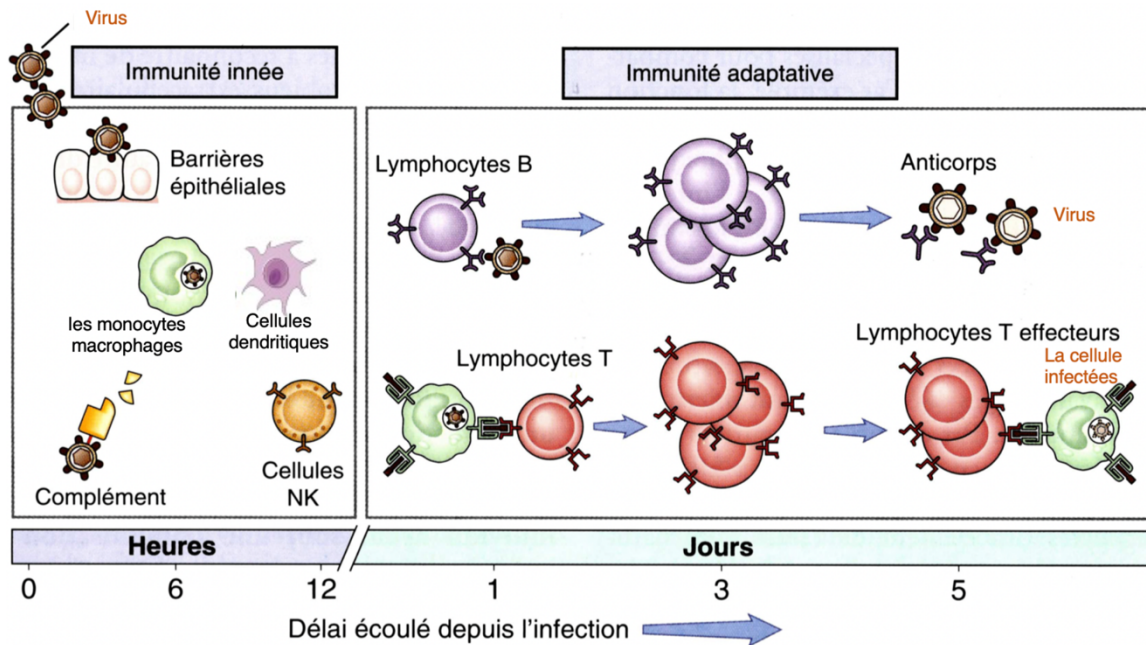 Virus
Immunité innée
Immunité adaptative
Barrières
épithéliales
les monocytes
macrophages
Cellules
dendritiques
Complément
Cellules
NK
Lymphocytes B
Anticorps
Virus
Lymphocytes T
Lymphocytes T effecteurs
La cellule
infectées
Heures
Jours
0
6
12
1
3
5
Délai écoulé depuis l'infection